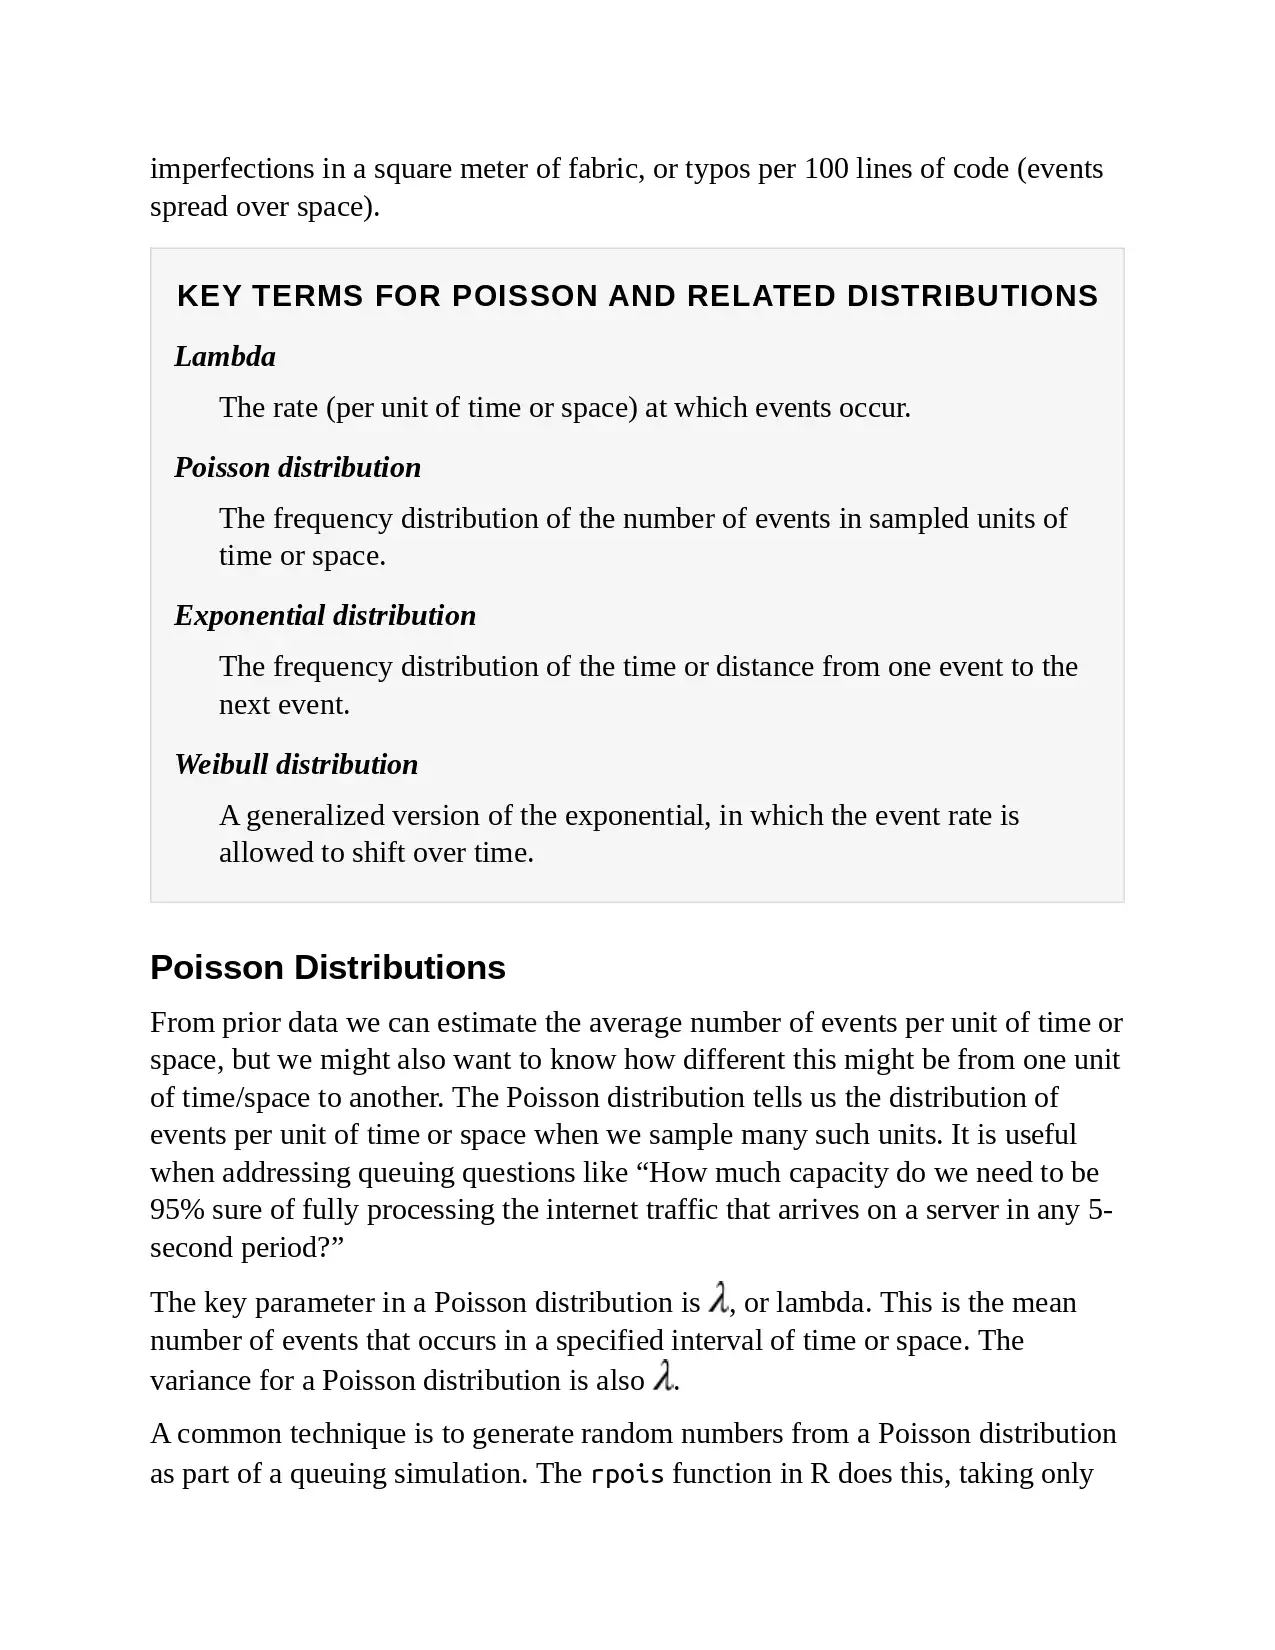 imperfections in a square meter of fabric, or typos per 100 lines of code (events
spread over space).
KEY TERMS FOR POISSON AND RELATED DISTRIBUTIONS
Lambda
The rate (per unit of time or space) at which events occur.
Poisson distribution
The frequency distribution of the number of events in sampled units of
time or space.
Exponential distribution
The frequency distribution of the time or distance from one event to the
next event.
Weibull distribution
A generalized version of the exponential, in which the event rate is
allowed to shift over time.
Poisson Distributions
From prior data we can estimate the average number of events per unit of time or
space, but we might also want to know how different this might be from one unit
of time/space to another. The Poisson distribution tells us the distribution of
events per unit of time or space when we sample many such units. It is useful
when addressing queuing questions like “How much capacity do we need to be
95% sure of fully processing the internet traffic that arrives on a server in any 5-
second period?”
The key parameter in a Poisson distribution is λ, or lambda. This is the mean
number of events that occurs in a specified interval of time or space. The
variance for a Poisson distribution is also λ.
A common technique is to generate random numbers from a Poisson distribution
as part of a queuing simulation. The rpois function in R does this, taking only